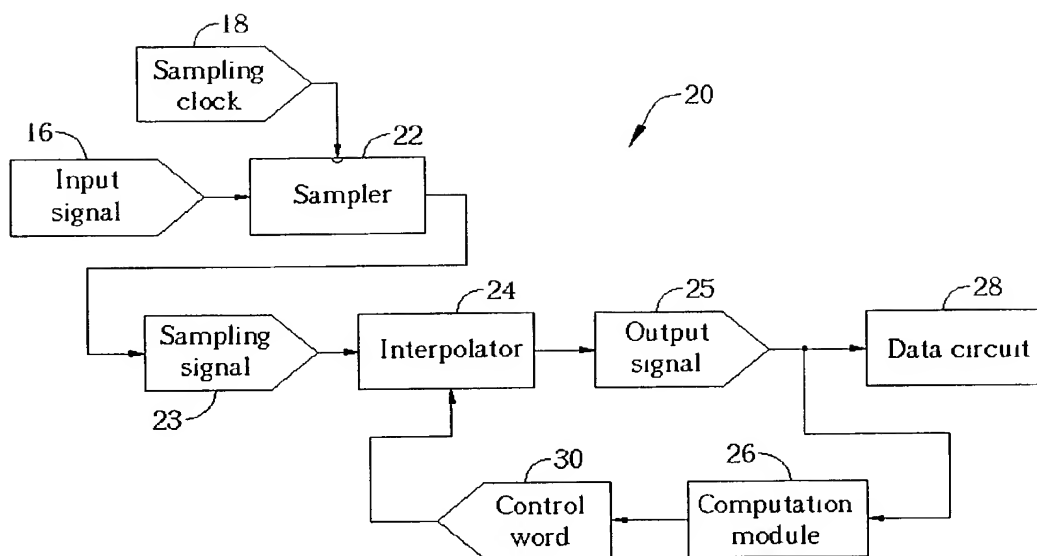 18
Sampling
clock
20
16
22
Input
signal
Sampler
24
25
28
Sampling
signal
Interpolator
Output
signal
Data circuit
23
30
26
Control
word
Computation
module